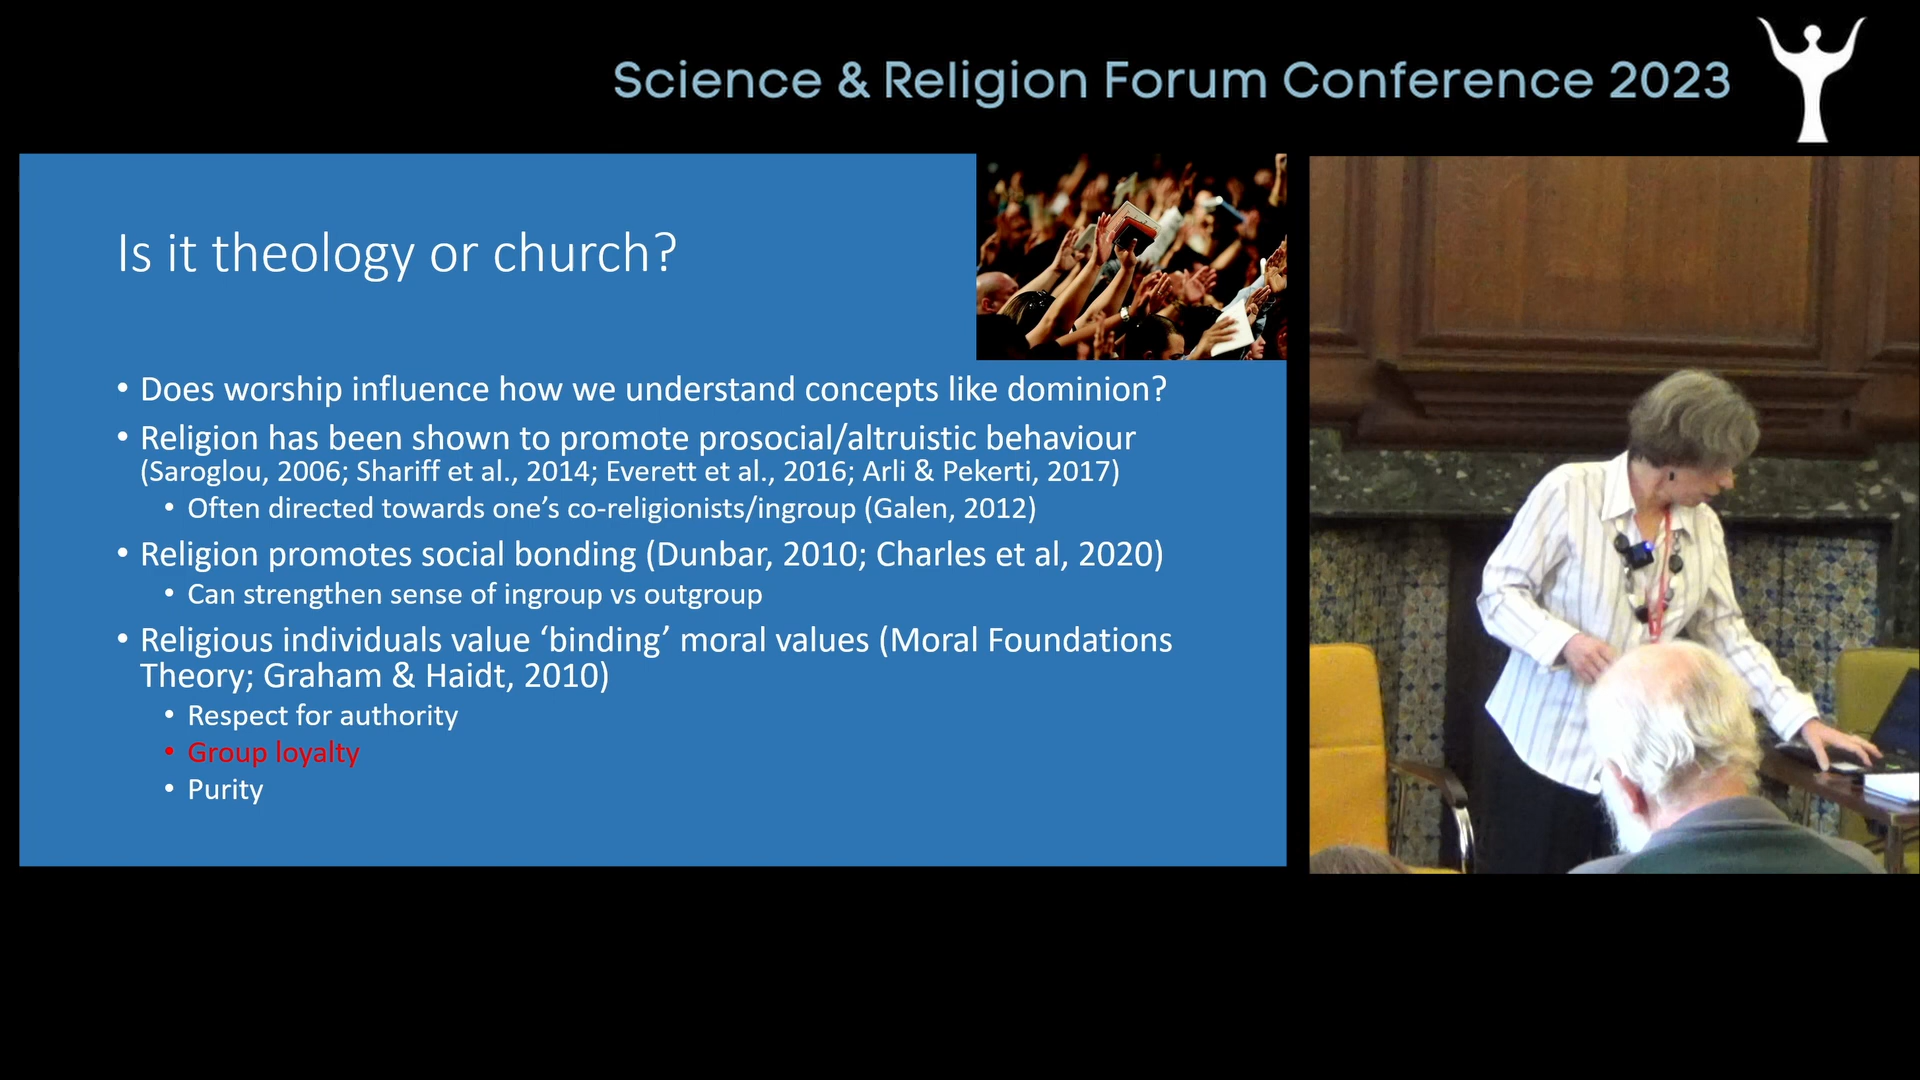 Science & Religion Forum Conference 2023
Is it theology or church?
• Does worship influence how we understand concepts like dominion?
• Religion has been shown to promote prosocial/altruistic behaviour
(Saroglou, 2006; Shariff et al., 2014; Everett et al., 2016; Arli & Pekerti, 2017)
• Often directed towards one’s co-religionists/ingroup (Galen, 2012)
• Religion promotes social bonding (Dunbar, 2010; Charles et al, 2020)
• Can strengthen sense of ingroup vs outgroup
• Religious individuals value ‘binding’ moral values (Moral Foundations
Theory; Graham & Haidt, 2010)
• Respect for authority
• Group loyalty
• Purity